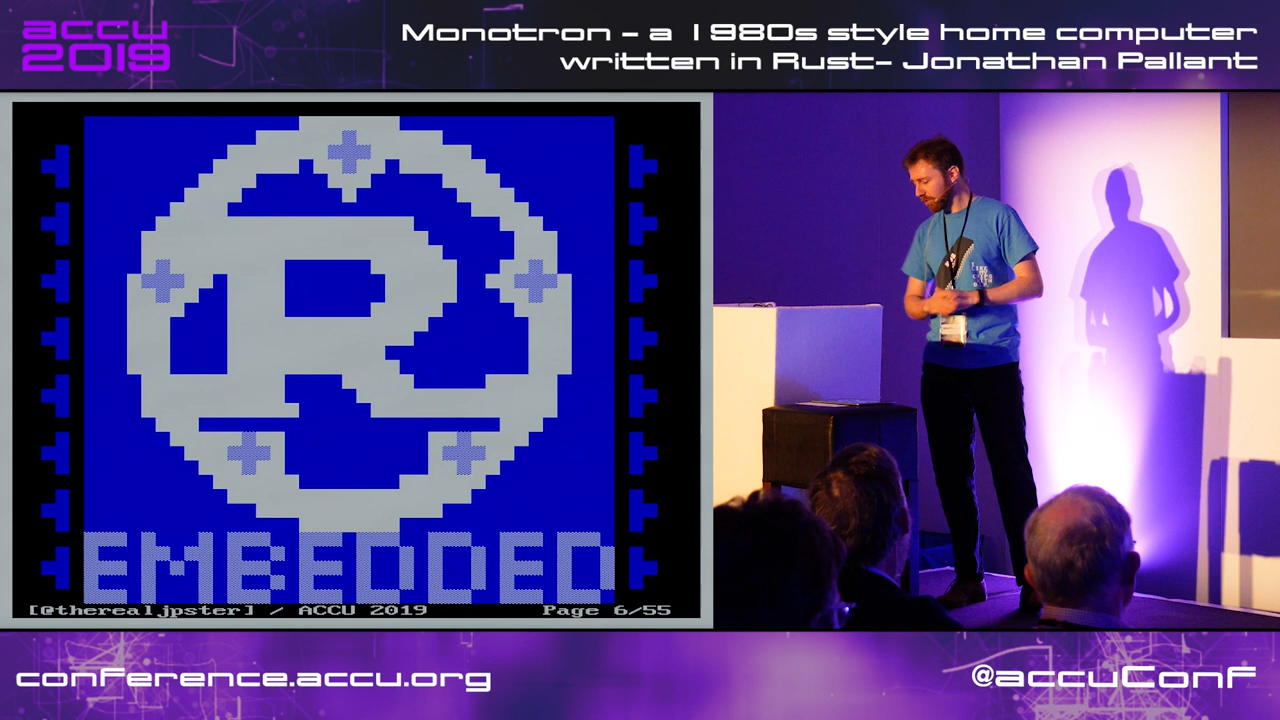 accu
2019
Monotron - a 1980s style home computer
written in Rust- Jonathan Pallant
R
EMBEDDED
[@therealjpster] / ACCU 2019
Page 6/55
conference.accu.org
@accuConf